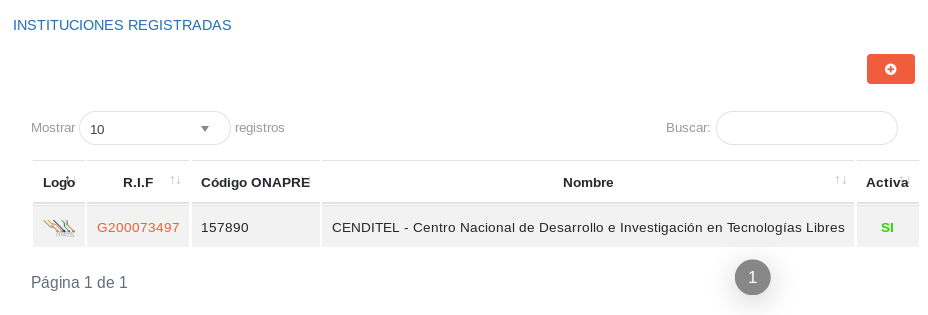 INSTITUCIONES REGISTRADAS
Mostrar 10 registros Buscar:
Logo R.I.F Código ONAPRE Nombre Activa
G200073497 157890 CENDITEL - Centro Nacional de Desarrollo e Investigación en Tecnologías Libres SI
Página 1 de 1 1